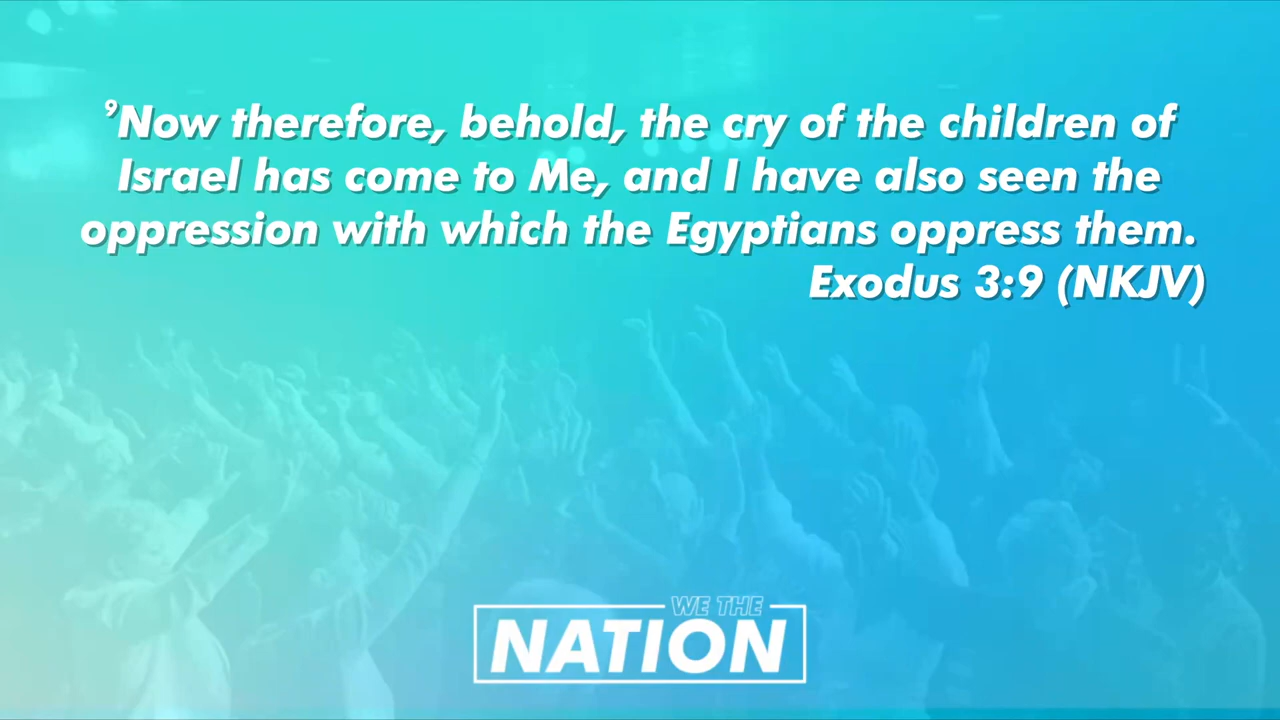 ⁹Now therefore, behold, the cry of the children of
Israel has come to Me, and I have also seen the
oppression with which the Egyptians oppress them.
Exodus 3:9 (NKJV)
WE THE
NATION